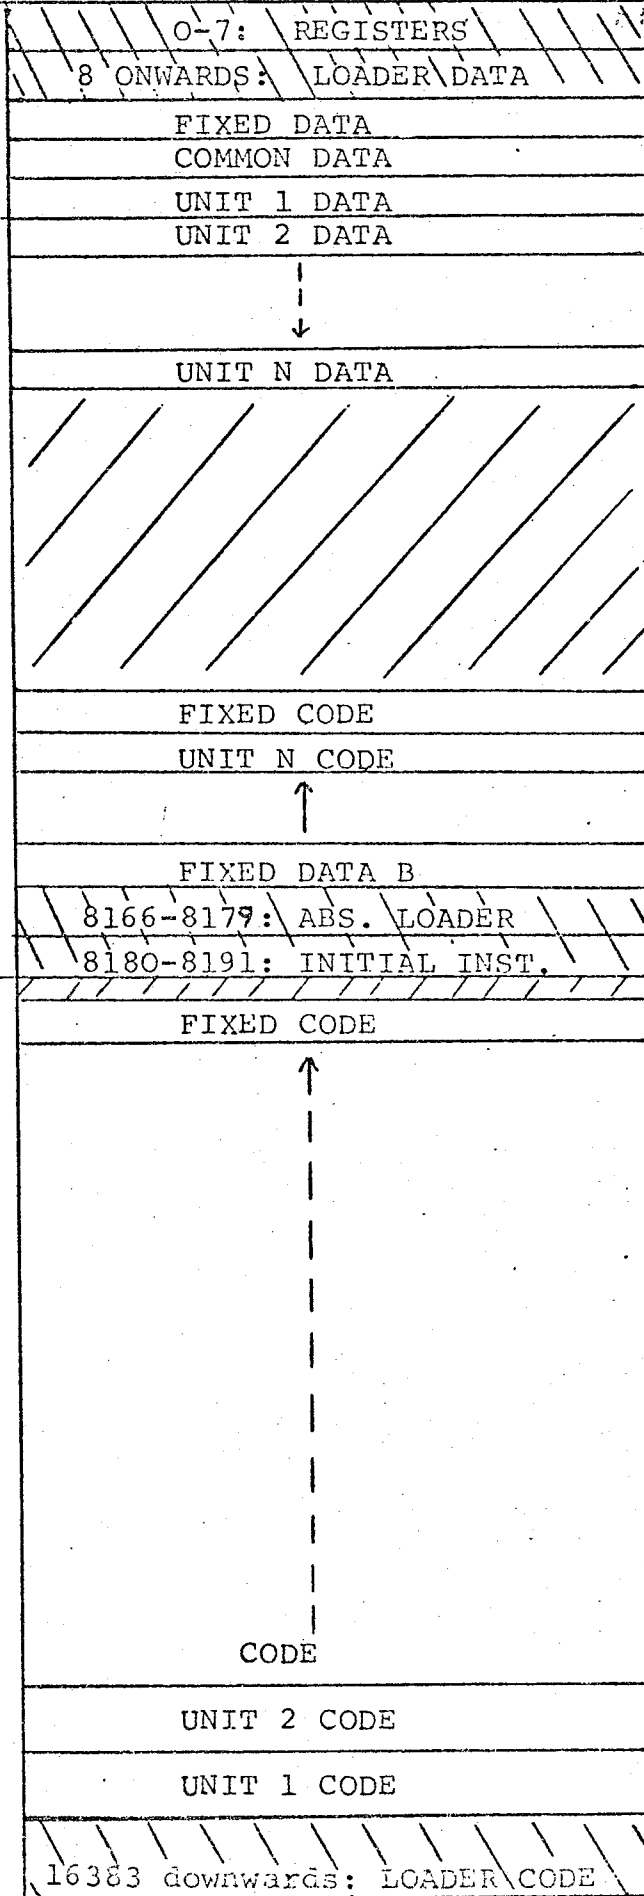 0-7: REGISTERS
8 ONWARDS: LOADER DATA
FIXED DATA
COMMON DATA
UNIT 1 DATA
UNIT 2 DATA
UNIT N DATA
FIXED CODE
UNIT N CODE
FIXED DATA B
8166-8179: ABS. LOADER
8180-8191: INITIAL INST.
FIXED CODE
CODE
UNIT 2 CODE
UNIT 1 CODE
16383 downwards: LOADER CODE